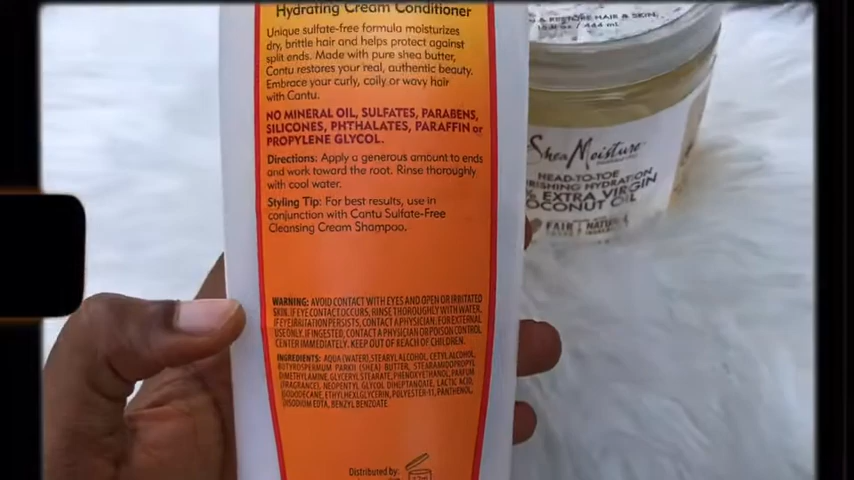 Hydrating Cream Conditioner
Unique sulfate-free formula moisturizes
dry, brittle hair and helps protect against
split ends. Made with pure shea butter,
Cantu restores your real, authentic beauty.
Embrace your curly, coily or wavy hair
with Cantu.
NO MINERAL OIL, SULFATES, PARABENS,
SILICONES, PHTHALATES, PARAFFIN or
PROPYLENE GLYCOL.
Directions: Apply a generous amount to ends
and work toward the root. Rinse thoroughly
with cool water.
Styling Tip: For best results, use in
conjunction with Cantu Sulfate-Free
Cleansing Cream Shampoo.
WARNING: AVOID CONTACT WITH EYES AND OPEN OR IRRITATED
SKIN. IF EYE CONTACT OCCURS, RINSE THOROUGHLY WITH WATER.
IF EYE IRRITATION PERSISTS, CONTACT A PHYSICIAN. FOR EXTERNAL
USE ONLY. IF INGESTED, CONTACT A PHYSICIAN OR POISON CONTROL
CENTER IMMEDIATELY. KEEP OUT OF REACH OF CHILDREN.
INGREDIENTS: AQUA (WATER), STEARYL ALCOHOL, CETYL ALCOHOL,
BUTYROSPERMUM PARKII (SHEA) BUTTER, STEARAMIDOPROPYL
DIMETHYLAMINE, GLYCERYL STEARATE, PHENOXYETHANOL, PARFUM
(FRAGRANCE), NEOPENTYL GLYCOL DIHEPTANOATE, LACTIC ACID,
ISODODECANE, ETHYLHEXYLGLYCERIN, POLYESTER-11, PANTHENOL,
DISODIUM EDTA, BENZYL BENZOATE.
Distributed by:
& RESTORE HAIR & SKIN
444 mL
SheaMoisture
HEAD-TO-TOE
HYDRATION
EXTRA VIRGIN
COCONUT OIL
FAIR